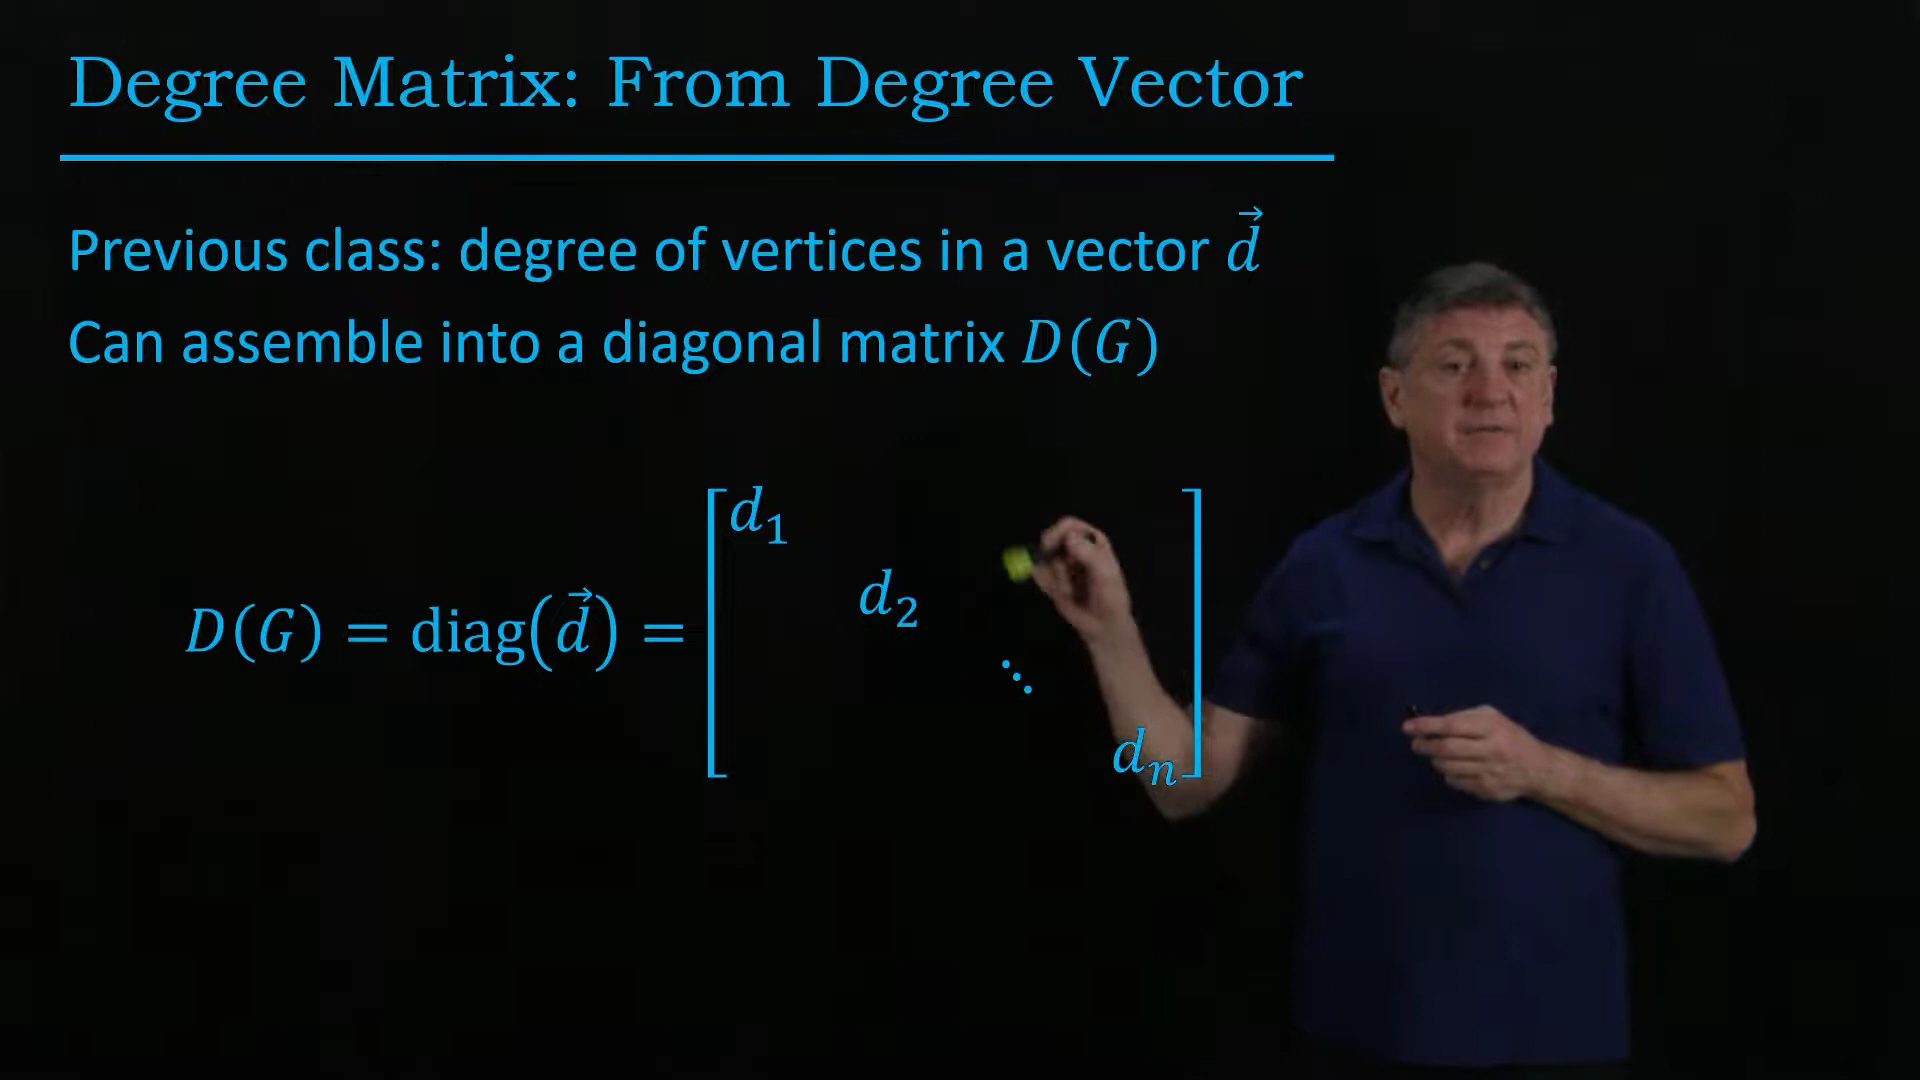 Degree Matrix: From Degree Vector
Previous class: degree of vertices in a vector d⃗
Can assemble into a diagonal matrix D(G)
D(G) = diag(d⃗) = [d₁ d₂ ⋱ dₙ]